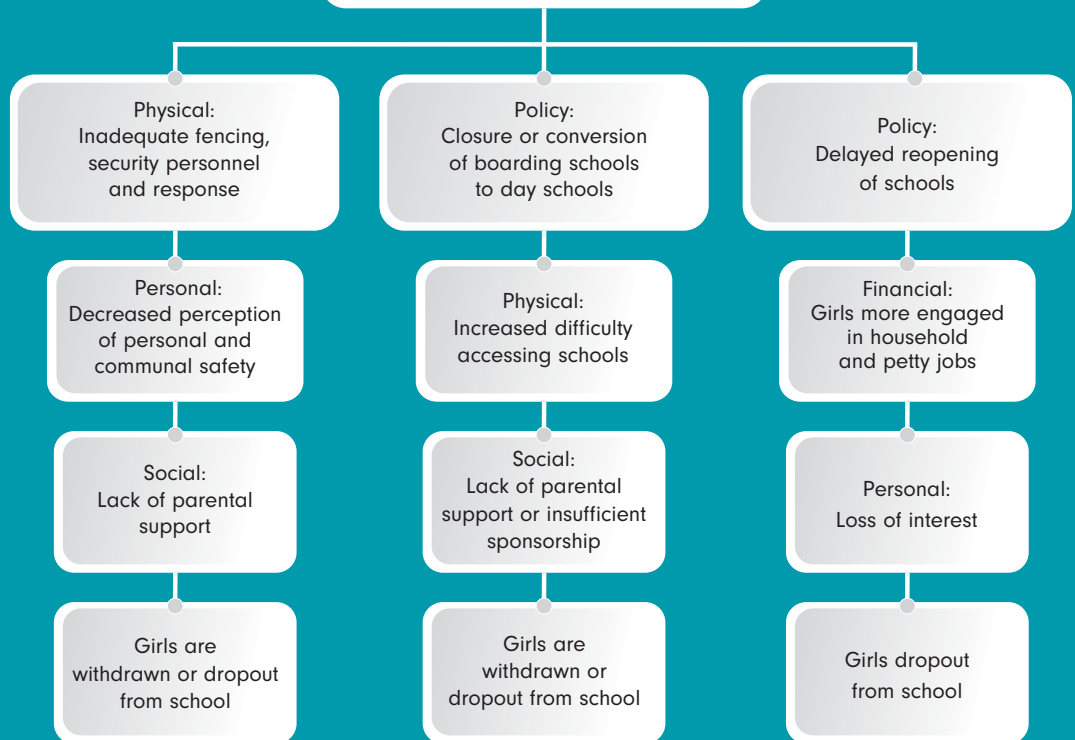 Physical:
Inadequate fencing,
security personnel
and response
Personal:
Decreased perception
of personal and
communal safety
Social:
Lack of parental
support
Girls are
withdrawn or dropout
from school
Policy:
Closure or conversion
of boarding schools
to day schools
Physical:
Increased difficulty
accessing schools
Social:
Lack of parental
support or insufficient
sponsorship
Girls are
withdrawn or
dropout from school
Policy:
Delayed reopening
of schools
Financial:
Girls more engaged
in household
and petty jobs
Personal:
Loss of interest
Girls dropout
from school